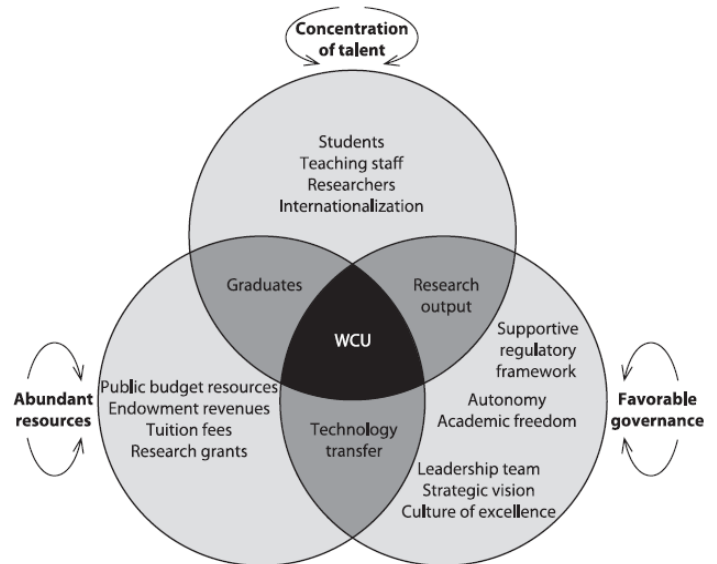 Concentration
of talent
Students
Teaching staff
Researchers
Internationalization
Graduates
Research
output
WCU
Supportive
regulatory
framework
Autonomy
Academic freedom
Leadership team
Strategic vision
Culture of excellence
Favorable
governance
Abundant
resources
Public budget resources
Endowment revenues
Tuition fees
Research grants
Technology
transfer